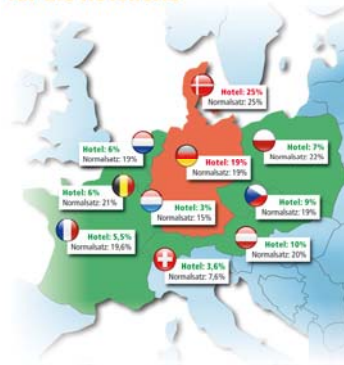 Hotel: 25%
Normalsatz: 25%
Hotel: 6%
Normalsatz: 19%
Hotel: 19%
Normalsatz: 19%
Hotel: 7%
Normalsatz: 22%
Hotel: 6%
Normalsatz: 21%
Hotel: 3%
Normalsatz: 15%
Hotel: 9%
Normalsatz: 19%
Hotel: 5,5%
Normalsatz: 19,6%
Hotel: 10%
Normalsatz: 20%
Hotel: 3,6%
Normalsatz: 7,6%